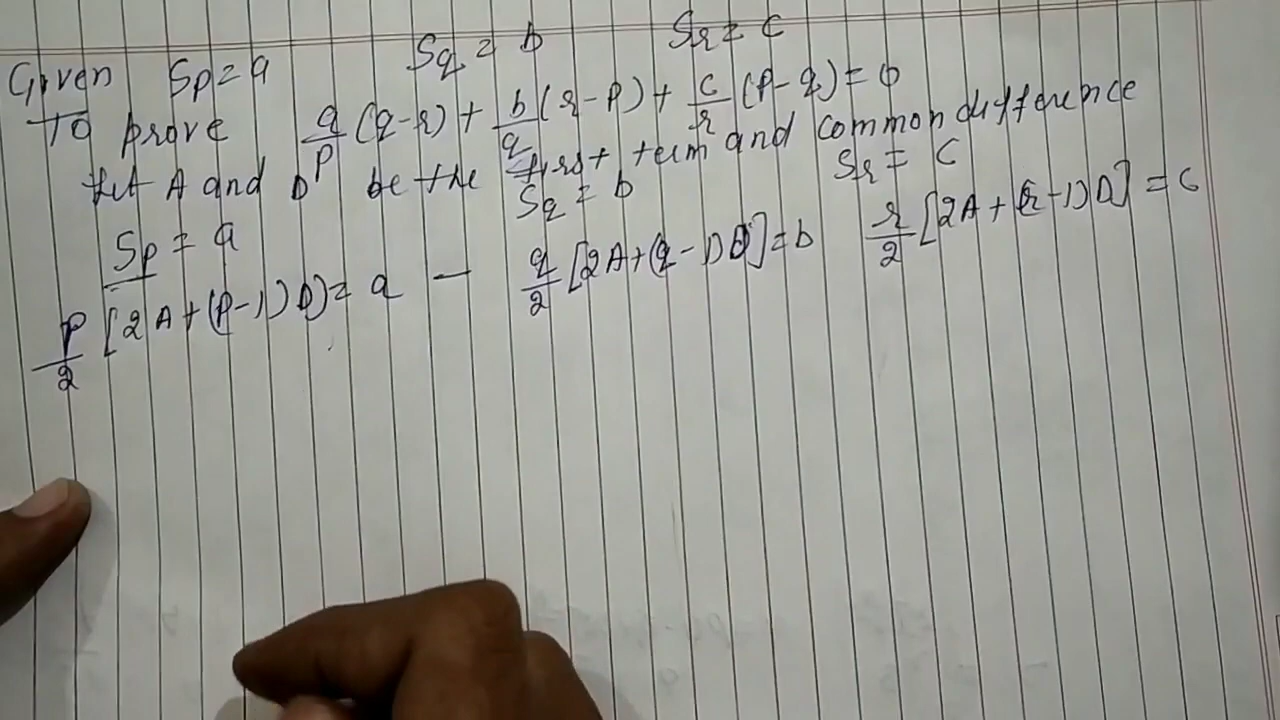 Given Sp = a Sq = b Sr = c
To prove a/p (q-r) + b/q (r-p) + c/r (p-q) = 0
Let A and D be the first term and common difference
Sp = a Sq = b Sr = c
p/2 [2A+(p-1)D] = a — q/2 [2A+(q-1)D] = b r/2 [2A+(r-1)D] = c